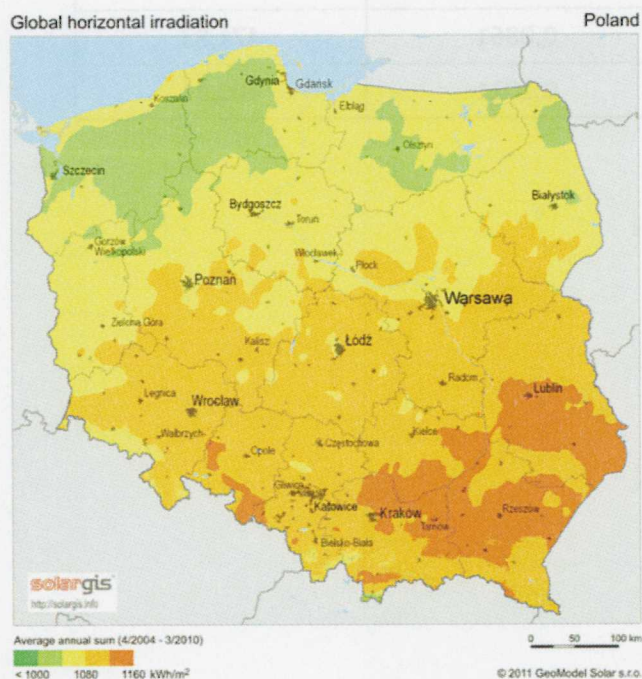 Global horizontal irradiation
Poland
Gdynia
Gdańsk
Koszalin
Elbląg
Olsztyn
Szczecin
Bydgoszcz
Białystok
Toruń
Gorzów
Wielkopolski
Włocławek
Płock
Poznań
Warsawa
Zielona Góra
Kalisz
Łódź
Radom
Lublin
Legnica
Wrocław
Wałbrzych
Opole
Częstochowa
Kielce
Gliwice
Katowice
Kraków
Tarnów
Rzeszów
Bielsko-Biała
solargis
http://solargis.info
Average annual sum (4/2004 - 3/2010)
0 50 100 km
< 1000 1080 1160 kWh/m²
© 2011 GeoModel Solar s.r.o.